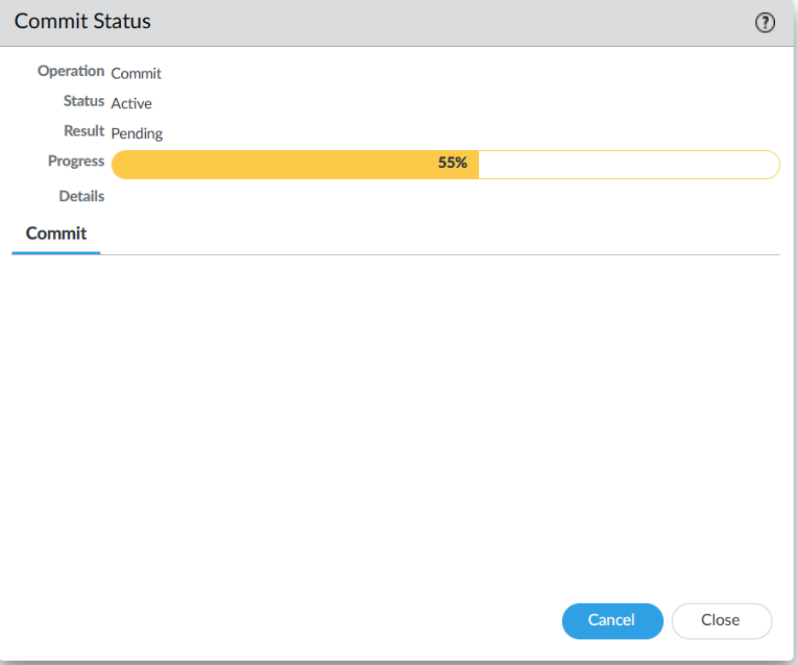 Commit Status
Operation Commit
Status Active
Result Pending
Progress 55%
Details
Commit
Cancel Close